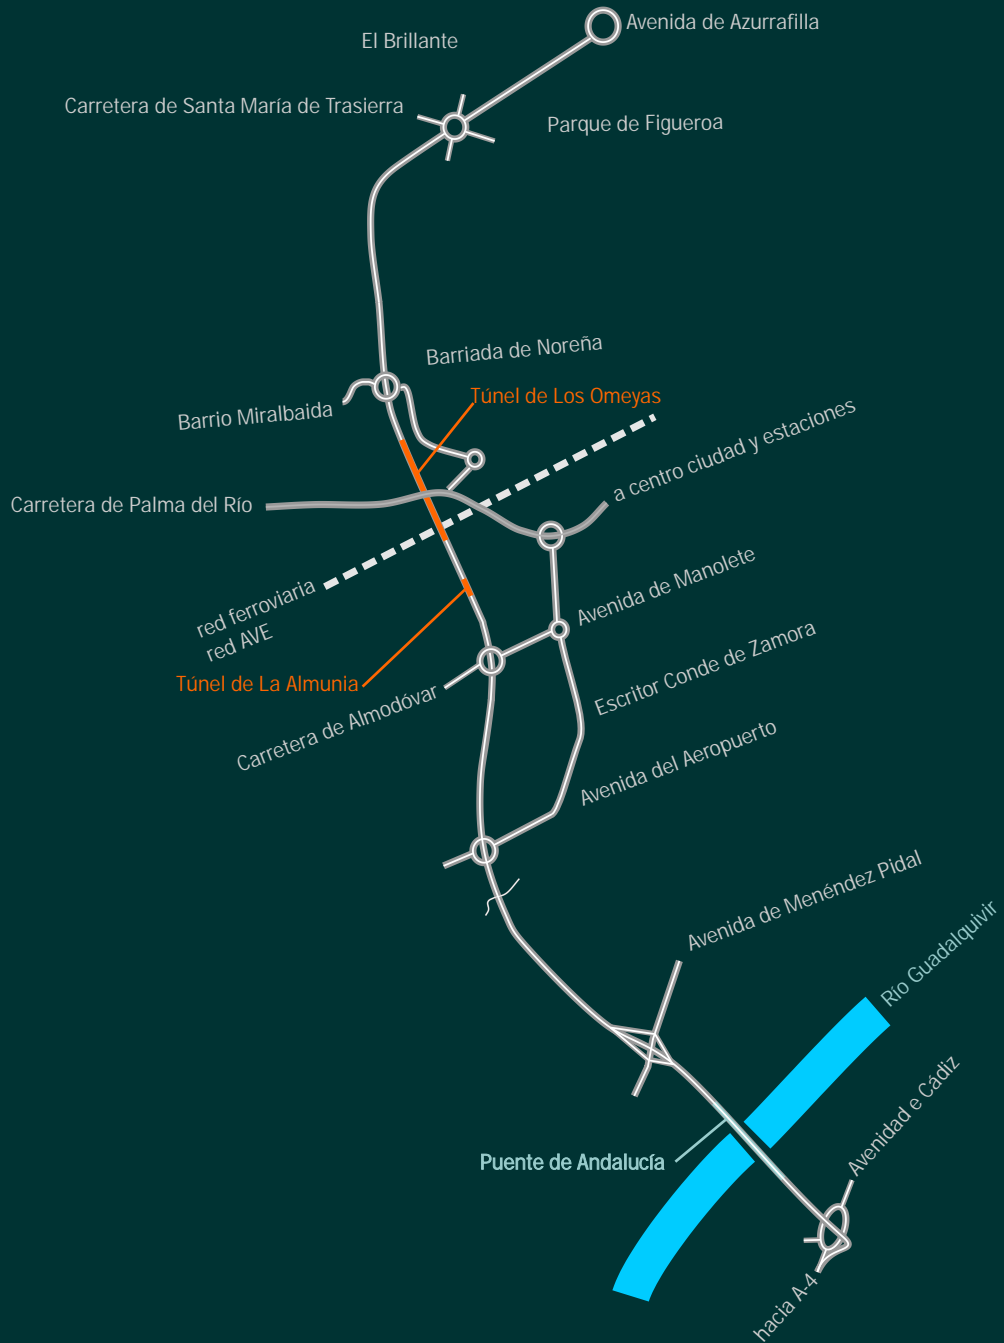 Avenida de Azurrafilla
El Brillante
Carretera de Santa María de Trasierra
Parque de Figueroa
Barriada de Noreña
Túnel de Los Omeyas
Barrio Miralbaida
a centro ciudad y estaciones
Carretera de Palma del Río
Avenida de Manolete
red ferroviaria
red AVE
Escritor Conde de Zamora
Túnel de La Almunia
Carretera de Almodóvar
Avenida del Aeropuerto
Avenida de Menéndez Pidal
Río Guadalquivir
Avenidad e Cádiz
Puente de Andalucía
hacia A-4